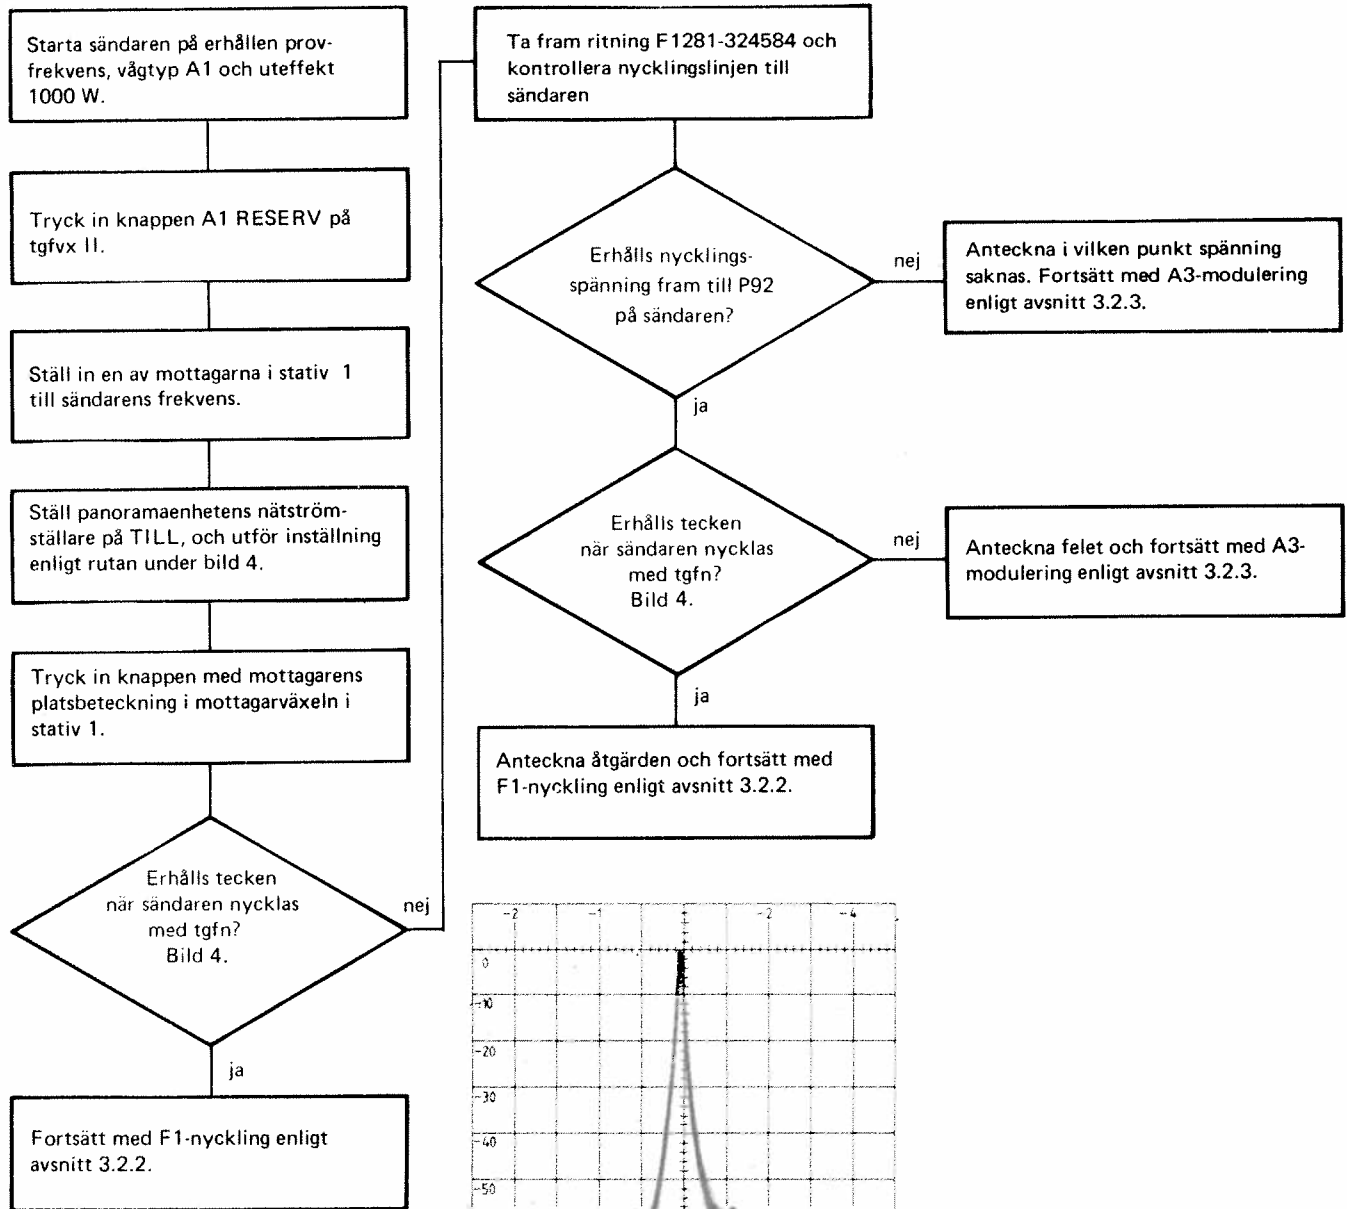 Starta sändaren på erhållen prov-
frekvens, vågtyp A1 och uteffekt
1000 W.
Tryck in knappen A1 RESERV på
tgfvx II.
Ställ in en av mottagarna i stativ 1
till sändarens frekvens.
Ställ panoramaenhetens nätström-
ställare på TILL, och utför inställning
enligt rutan under bild 4.
Tryck in knappen med mottagarens
platsbeteckning i mottagarväxeln i
stativ 1.
Erhålls tecken
när sändaren nycklas
med tgfn?
Bild 4.
nej
ja
Fortsätt med F1-nyckling enligt
avsnitt 3.2.2.
Ta fram ritning F1281-324584 och
kontrollera nycklingslinjen till
sändaren
Erhålls nycklings-
spänning fram till P92
på sändaren?
nej
Anteckna i vilken punkt spänning
saknas. Fortsätt med A3-modulering
enligt avsnitt 3.2.3.
ja
Erhålls tecken
när sändaren nycklas
med tgfn?
Bild 4.
nej
Anteckna felet och fortsätt med A3-
modulering enligt avsnitt 3.2.3.
ja
Anteckna åtgärden och fortsätt med
F1-nyckling enligt avsnitt 3.2.2.
-2 -1 -2 -4
0
-10
-20
-30
-40
-50